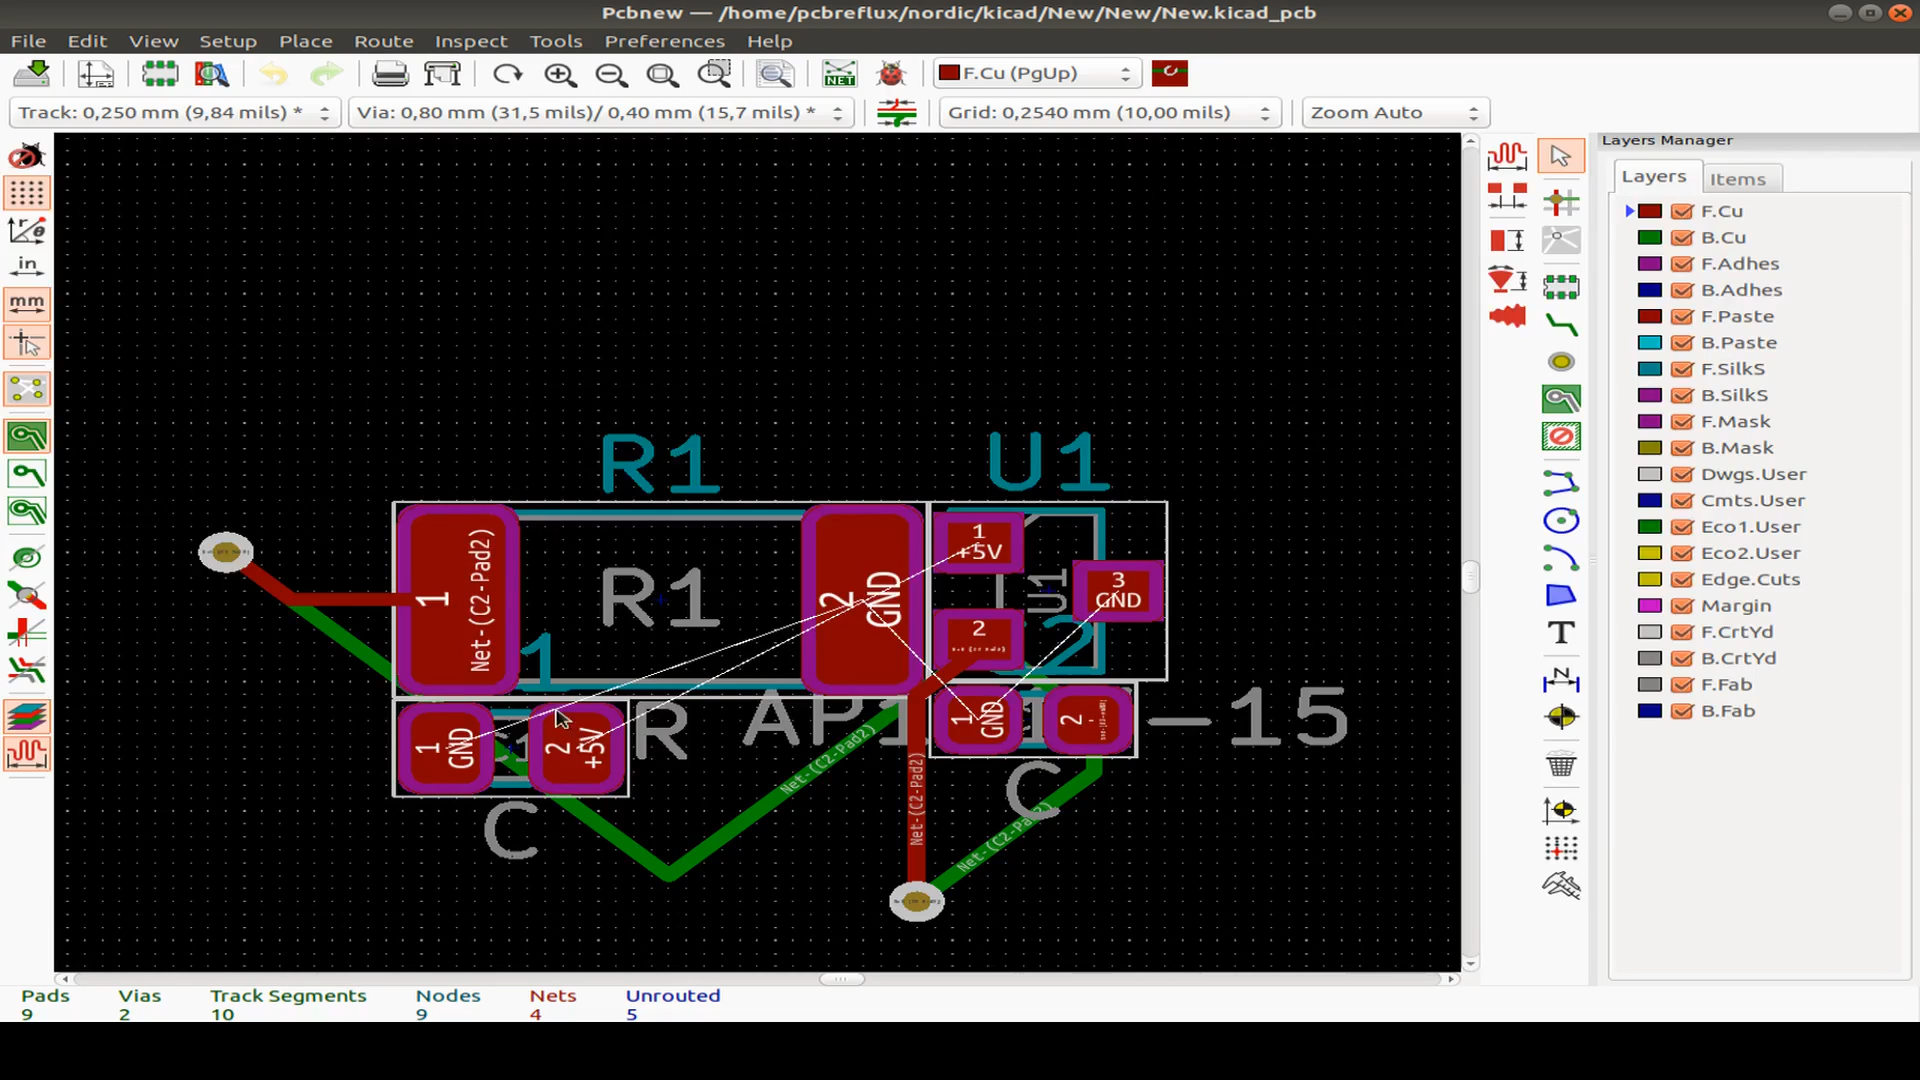 Pcbnew — /home/pcbreflux/nordic/kicad/New/New/New.kicad_pcb
File Edit View Setup Place Route Inspect Tools Preferences Help
NET F.Cu (PgUp)
Track: 0,250 mm (9,84 mils) * Via: 0,80 mm (31,5 mils)/ 0,40 mm (15,7 mils) * Grid: 0,2540 mm (10,00 mils) Zoom Auto
Layers Manager
Layers Items
F.Cu
B.Cu
F.Adhes
B.Adhes
F.Paste
B.Paste
F.SilkS
B.SilkS
F.Mask
B.Mask
Dwgs.User
Cmts.User
Eco1.User
Eco2.User
Edge.Cuts
Margin
F.CrtYd
B.CrtYd
F.Fab
B.Fab
in
mm
R1 U1
1 Net-(C2-Pad2)
R1
2 GND
1
+5V
U1
3
GND
2
1
2
1 GND
2 +5V
R
1 GND
2
-15
C
C
Net-(C2-Pad2)
Net-(C2-Pad2)
Net-(C2-Pad2)
Pads Vias Track Segments Nodes Nets Unrouted
9 2 10 9 4 5